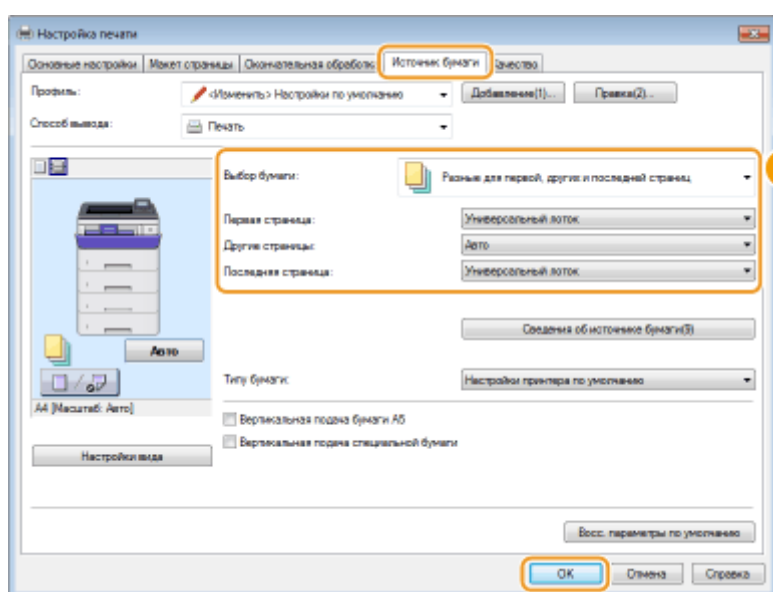 Настройка печати
Основные настройки Макет страницы Окончательная обработка Источник бумаги Качество
Профиль: <Изменить> Настройки по умолчанию Добавление(1)... Правка(2)...
Способ вывода: Печать
Выбор бумаги: Разные для первой, других и последней страниц
Первая страница: Универсальный лоток
Другие страницы: Авто
Последняя страница: Универсальный лоток
Сведения об источнике бумаги(9)
Авто
Типу бумаги: Настройки принтера по умолчанию
A4 [Масштаб: Авто]
Вертикальная подача бумаги A5
Вертикальная подача специальной бумаги
Настройки вида
Восс. параметры по умолчанию
OK Отмена Справка